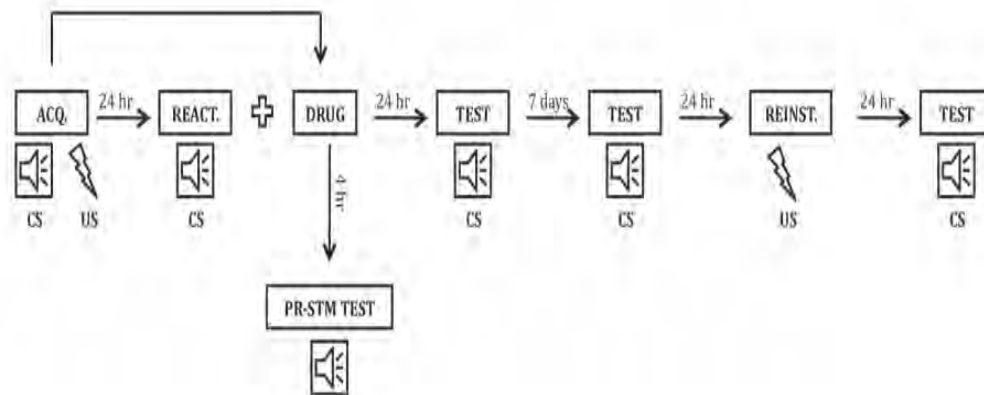 24 hr 24 hr 7 days 24 hr 24 hr
ACQ. REACT. DRUG TEST TEST REINST. TEST
CS US CS CS CS US CS
4 hr
PR-STM TEST